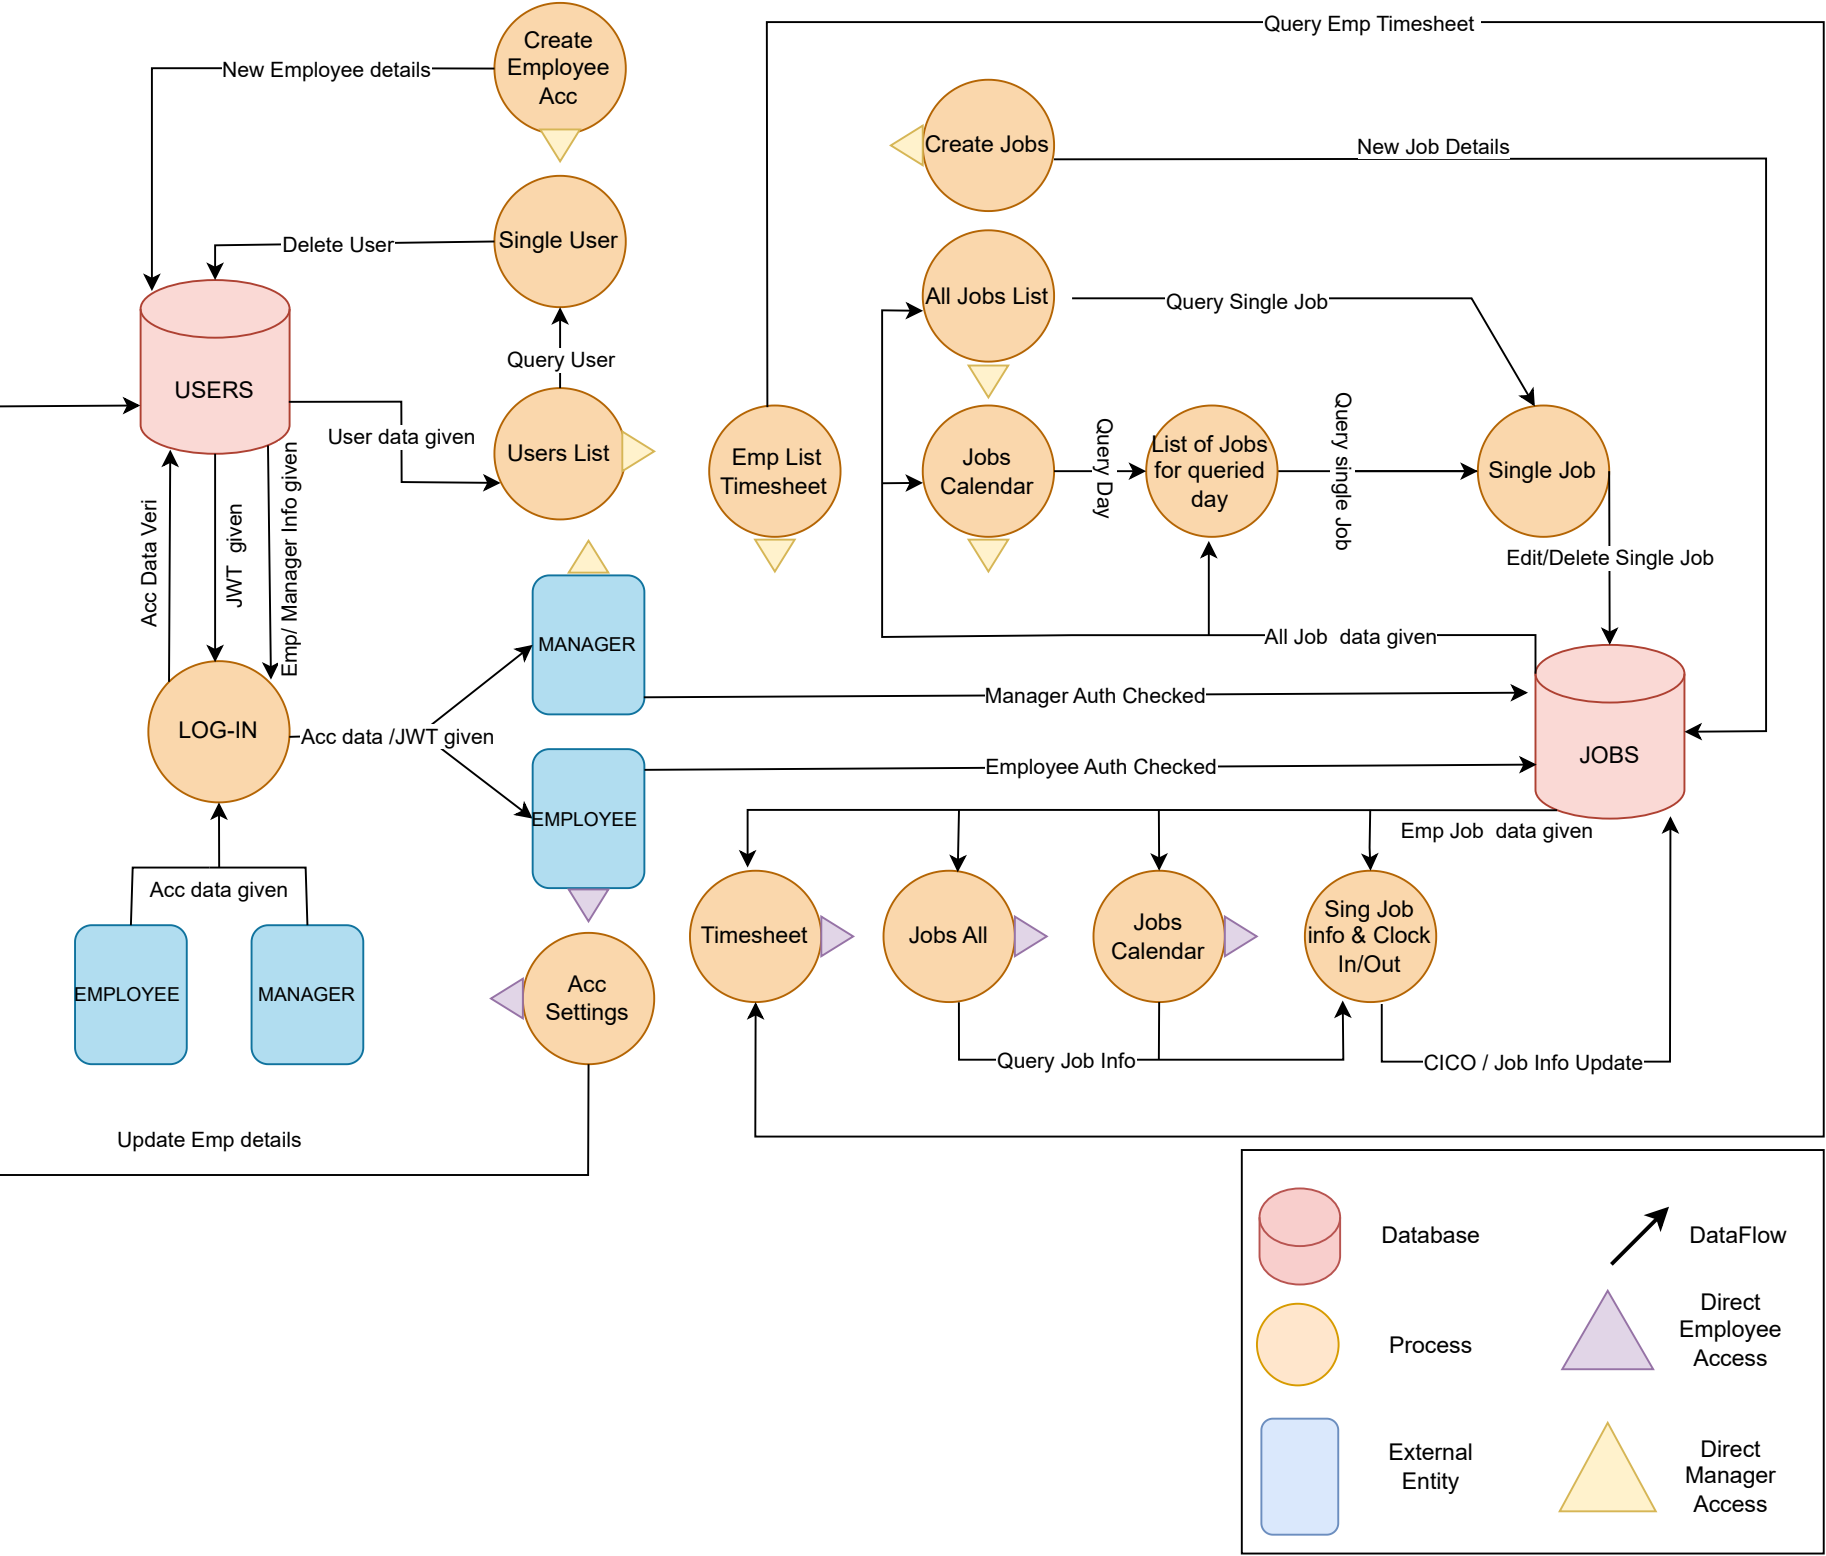 Query Emp Timesheet
Create
Employee
Acc
New Employee details
Create Jobs
New Job Details
Single User
Delete User
All Jobs List
Query Single Job
Query User
USERS
User data given
Users List
Emp List
Timesheet
Jobs
Calendar
Query Day
List of Jobs
for queried
day
Query single Job
Single Job
Edit/Delete Single Job
Acc Data Veri
JWT  given
Emp/ Manager Info given
MANAGER
All Job  data given
Manager Auth Checked
LOG-IN
Acc data /JWT given
JOBS
Employee Auth Checked
EMPLOYEE
Emp Job  data given
Acc data given
EMPLOYEE
MANAGER
Acc
Settings
Timesheet
Jobs All
Jobs
Calendar
Sing Job
info & Clock
In/Out
Query Job Info
CICO / Job Info Update
Update Emp details
Database
DataFlow
Process
Direct
Employee
Access
External
Entity
Direct
Manager
Access